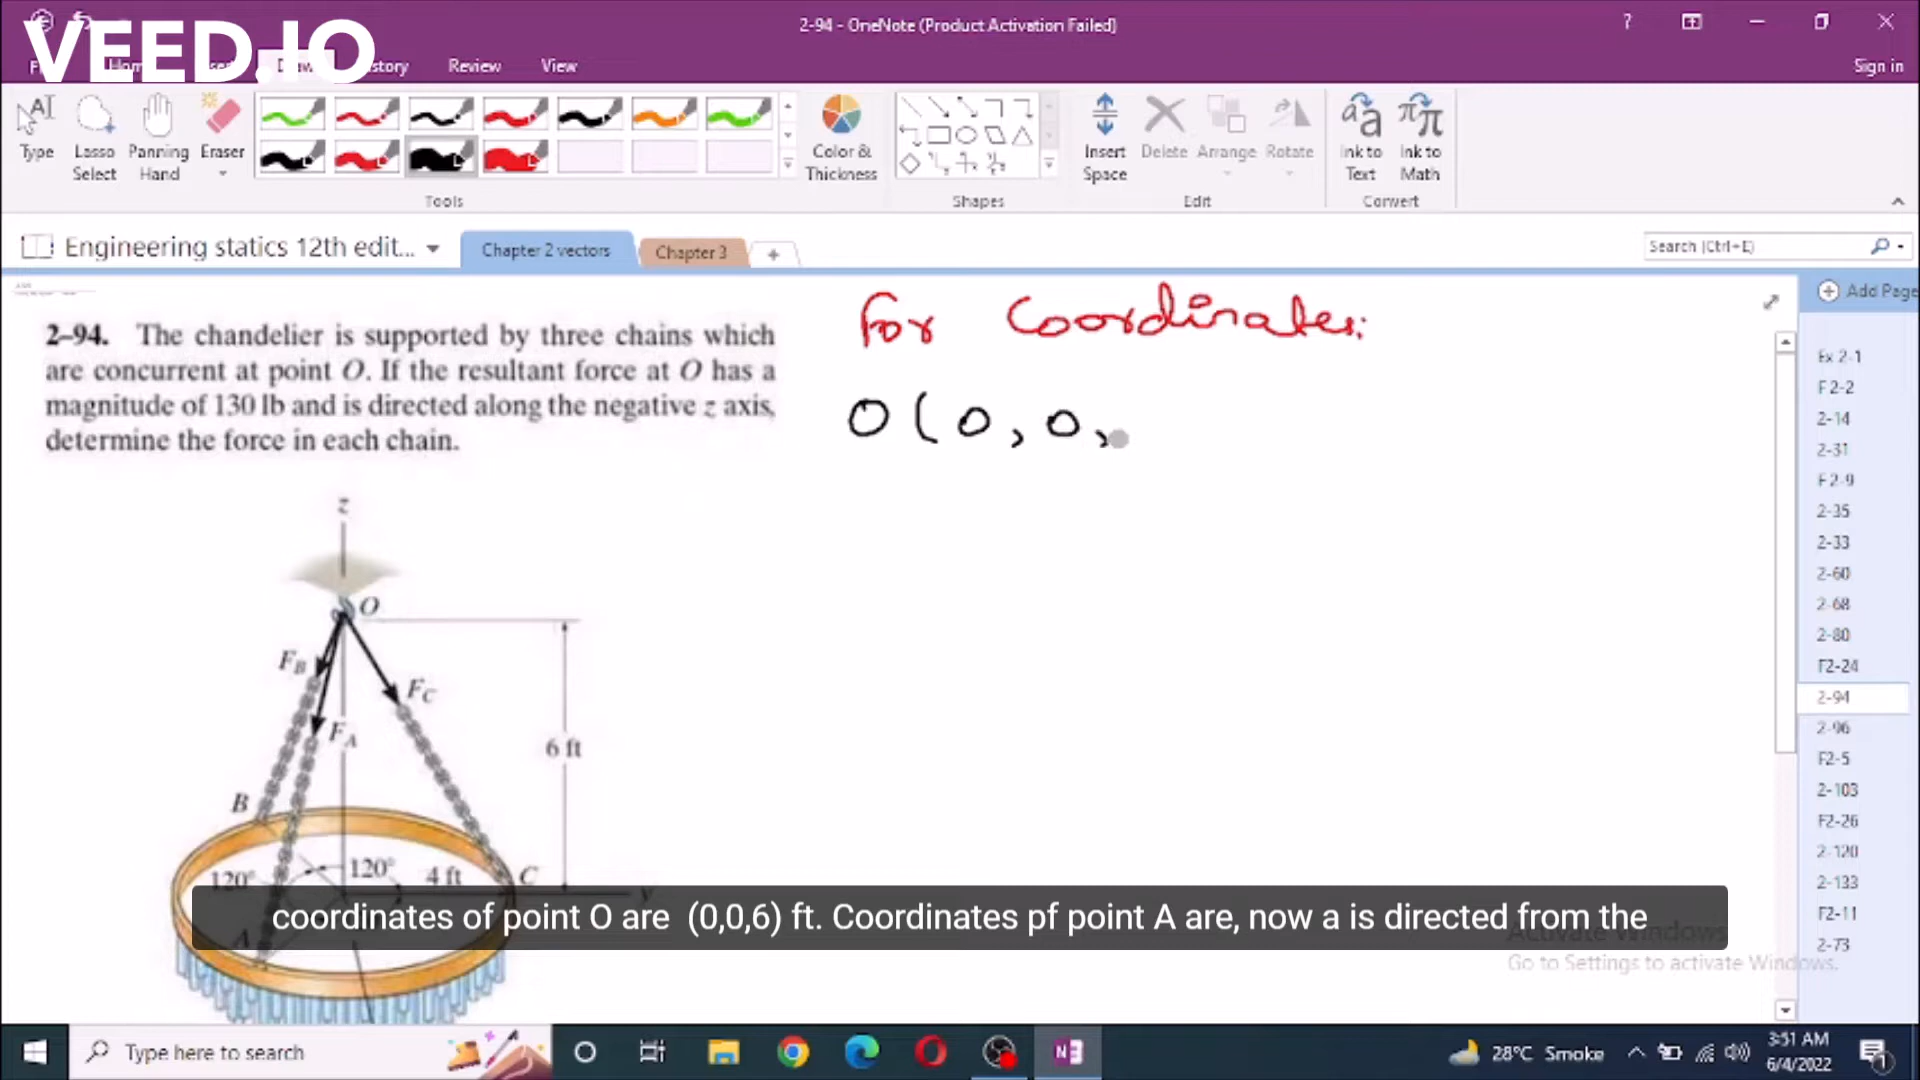 VEED.IO
2-94 - OneNote (Product Activation Failed)
?
Review
View
Sign in
Type
Lasso Select
Panning Hand
Eraser
Color & Thickness
Insert Space
Delete
Arrange
Rotate
Ink to Text
Ink to Math
Tools
Shapes
Edit
Convert
Engineering statics 12th edit...
Chapter 2 vectors
Chapter 3
+
Search (Ctrl+E)
Add Page
2-94. The chandelier is supported by three chains which
are concurrent at point O. If the resultant force at O has a
magnitude of 130 lb and is directed along the negative z axis,
determine the force in each chain.
For Coordinates:
O(0,0,
z
O
F_B
F_C
F_A
6 ft
B
120°
120°
4 ft
C
y
A
coordinates of point O are (0,0,6) ft. Coordinates pf point A are, now a is directed from the
Activate Windows
Go to Settings to activate Windows.
Ex 2-1
F 2-2
2-14
2-31
F 2-9
2-35
2-33
2-60
2-68
2-80
F2-24
2-94
2-96
F2-5
2-103
F2-26
2-120
2-133
F2-11
2-73
Type here to search
28°C Smoke
3:51 AM
6/4/2022
1